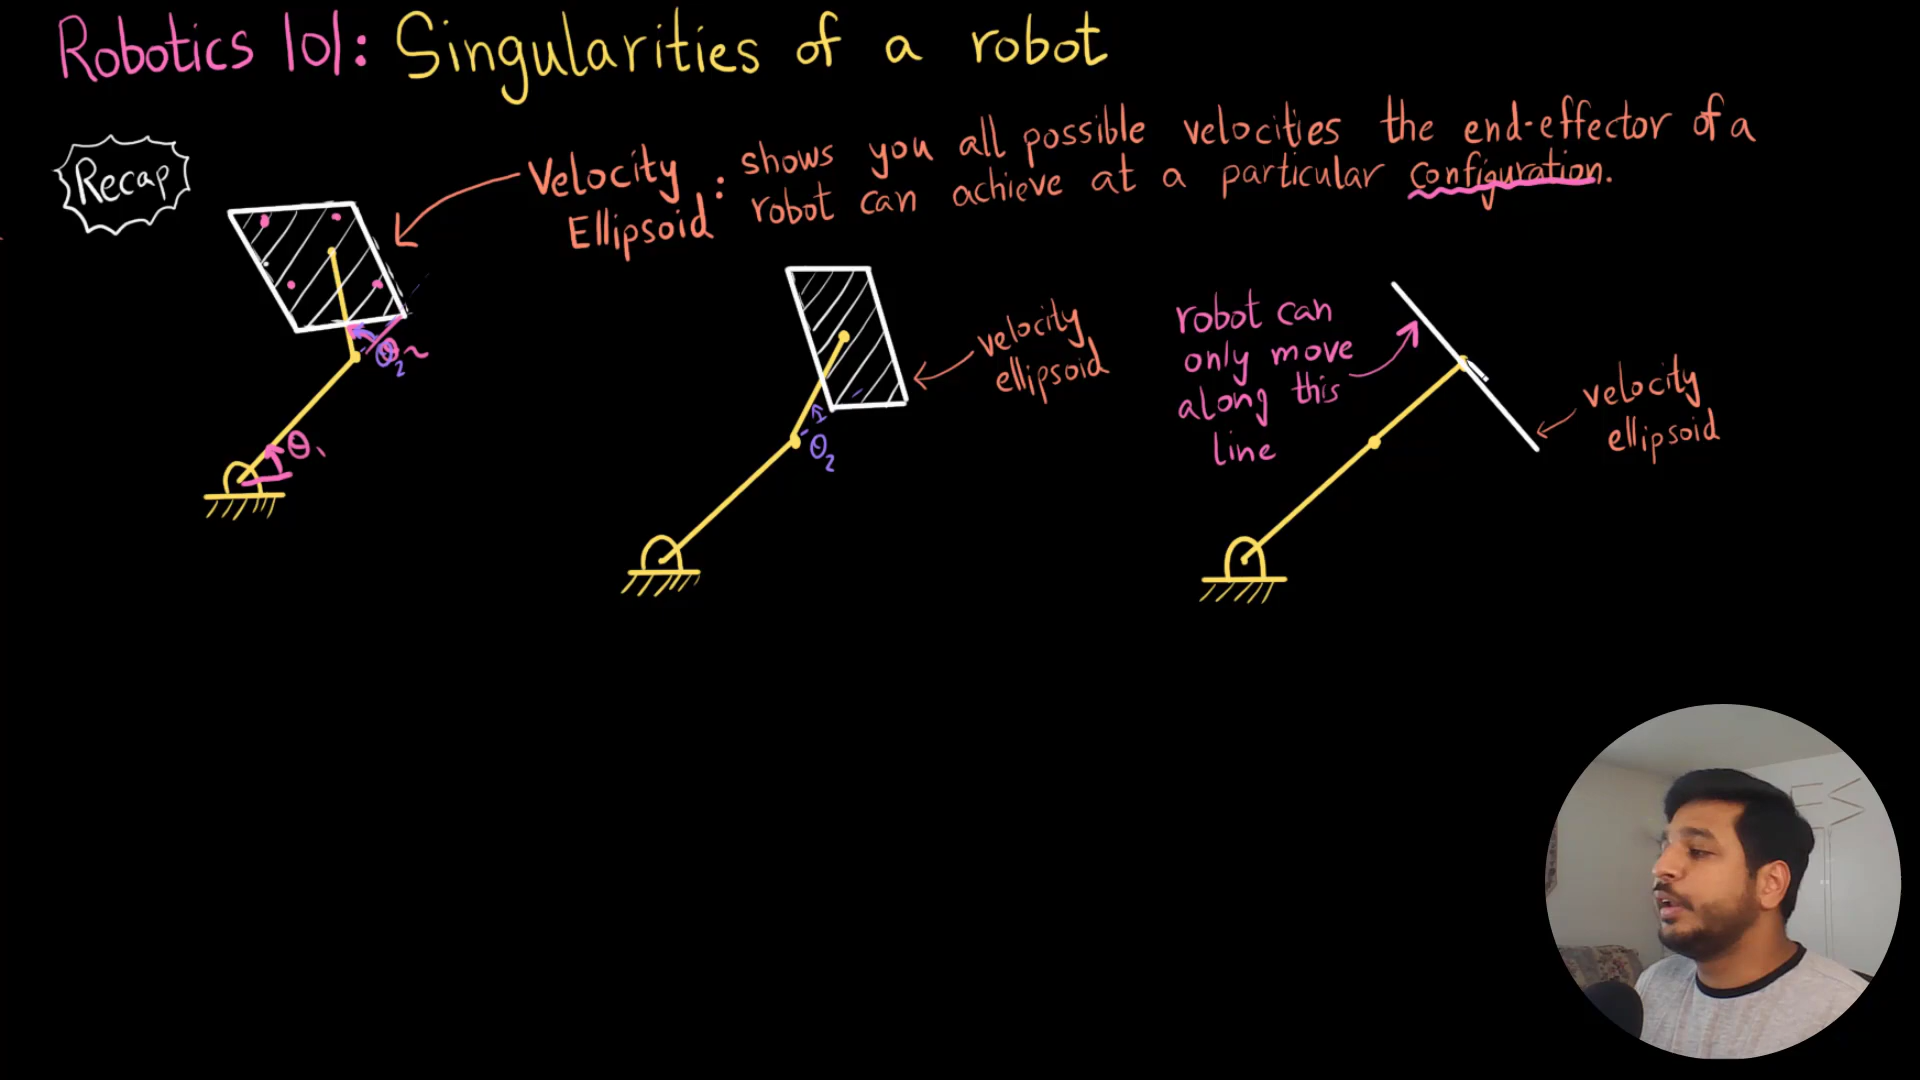 Robotics 101: Singularities of a robot
Recap
Velocity Ellipsoid : shows you all possible velocities the end-effector of a
robot can achieve at a particular configuration.
θ2
θ1
θ2
velocity
ellipsoid
robot can
only move
along this
line
velocity
ellipsoid